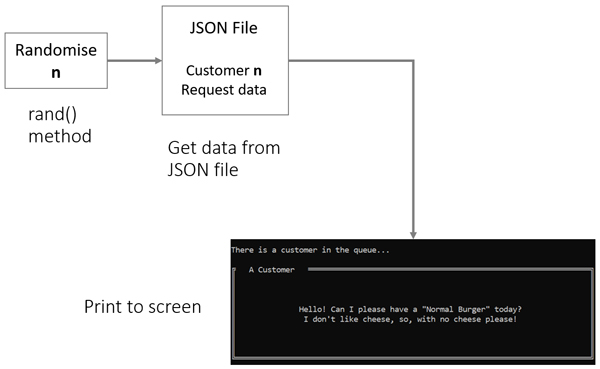 Randomise
n
rand()
method
JSON File
Customer n
Request data
Get data from
JSON file
Print to screen
There is a customer in the queue...
A Customer
Hello! Can I please have a "Normal Burger" today?
I don't like cheese, so, with no cheese please!